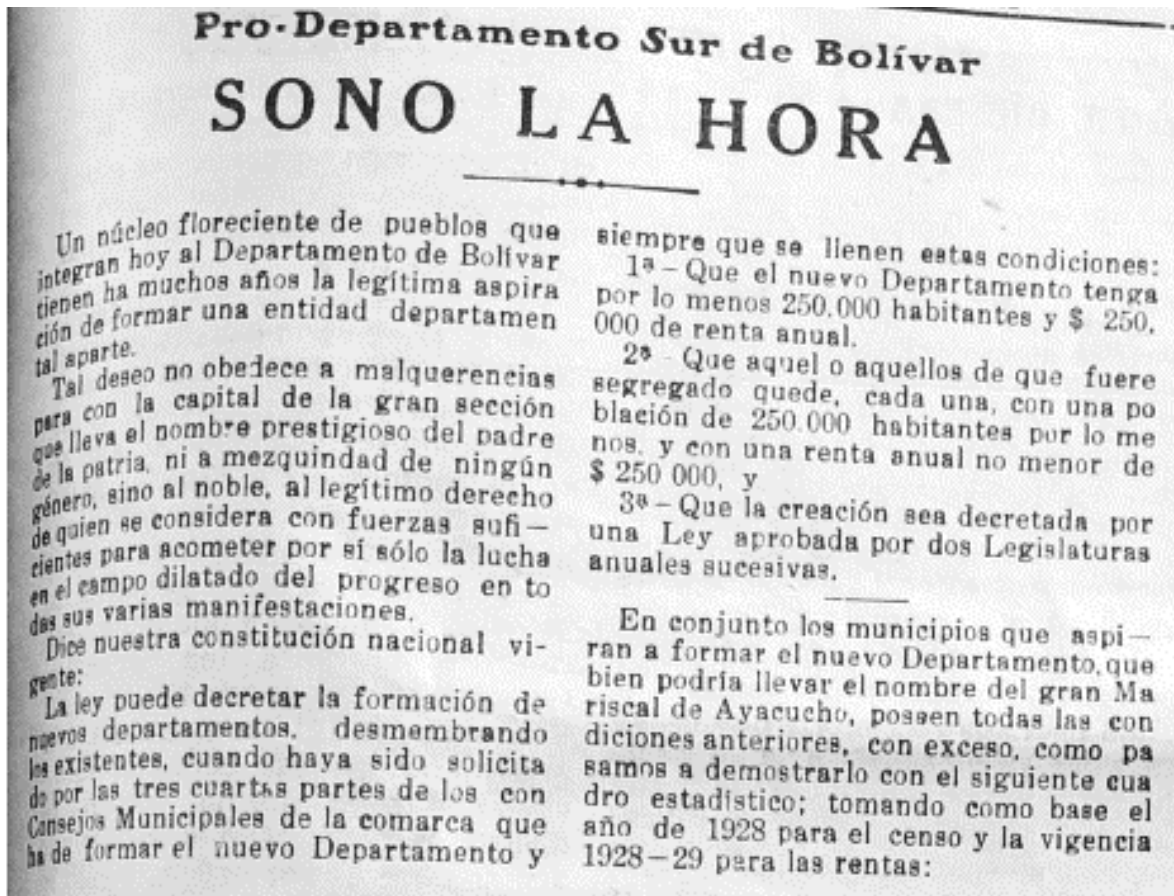 Pro-Departamento Sur de Bolívar
SONO LA HORA
Un núcleo floreciente de pueblos que
integran hoy al Departamento de Bolívar
tienen ha muchos años la legítima aspira
ción de formar una entidad departamen
tal aparte.
Tal deseo no obedece a malquerencias
para con la capital de la gran sección
que lleva el nombre prestigioso del padre
de la patria, ni a mezquindad de ningún
género, sino al noble, al legítimo derecho
de quien se considera con fuerzas sufi—
cientes para acometer por sí sólo la lucha
en el campo dilatado del progreso en to
das sus varias manifestaciones.
Dice nuestra constitución nacional vi-
gente:
La ley puede decretar la formación de
nuevos departamentos, desmembrando
los existentes, cuando haya sido solicita
do por las tres cuartas partes de los con
Consejos Municipales de la comarca que
ha de formar el nuevo Departamento y
siempre que se llenen estas condiciones:
1ª – Que el nuevo Departamento tenga
por lo menos 250.000 habitantes y $ 250,
000 de renta anual.
2ª - Que aquel o aquellos de que fuere
segregado quede, cada una, con una po
blación de 250.000 habitantes por lo me
nos, y con una renta anual no menor de
$ 250 000, y
3ª – Que la creación sea decretada por
una Ley aprobada por dos Legislaturas
anuales sucesivas.
En conjunto los municipios que aspi—
ran a formar el nuevo Departamento, que
bien podría llevar el nombre del gran Ma
riscal de Ayacucho, possen todas las con
diciones anteriores, con exceso, como pa
samos a demostrarlo con el siguiente cua
dro estadístico; tomando como base el
año de 1928 para el censo y la vigencia
1928—29 para las rentas: